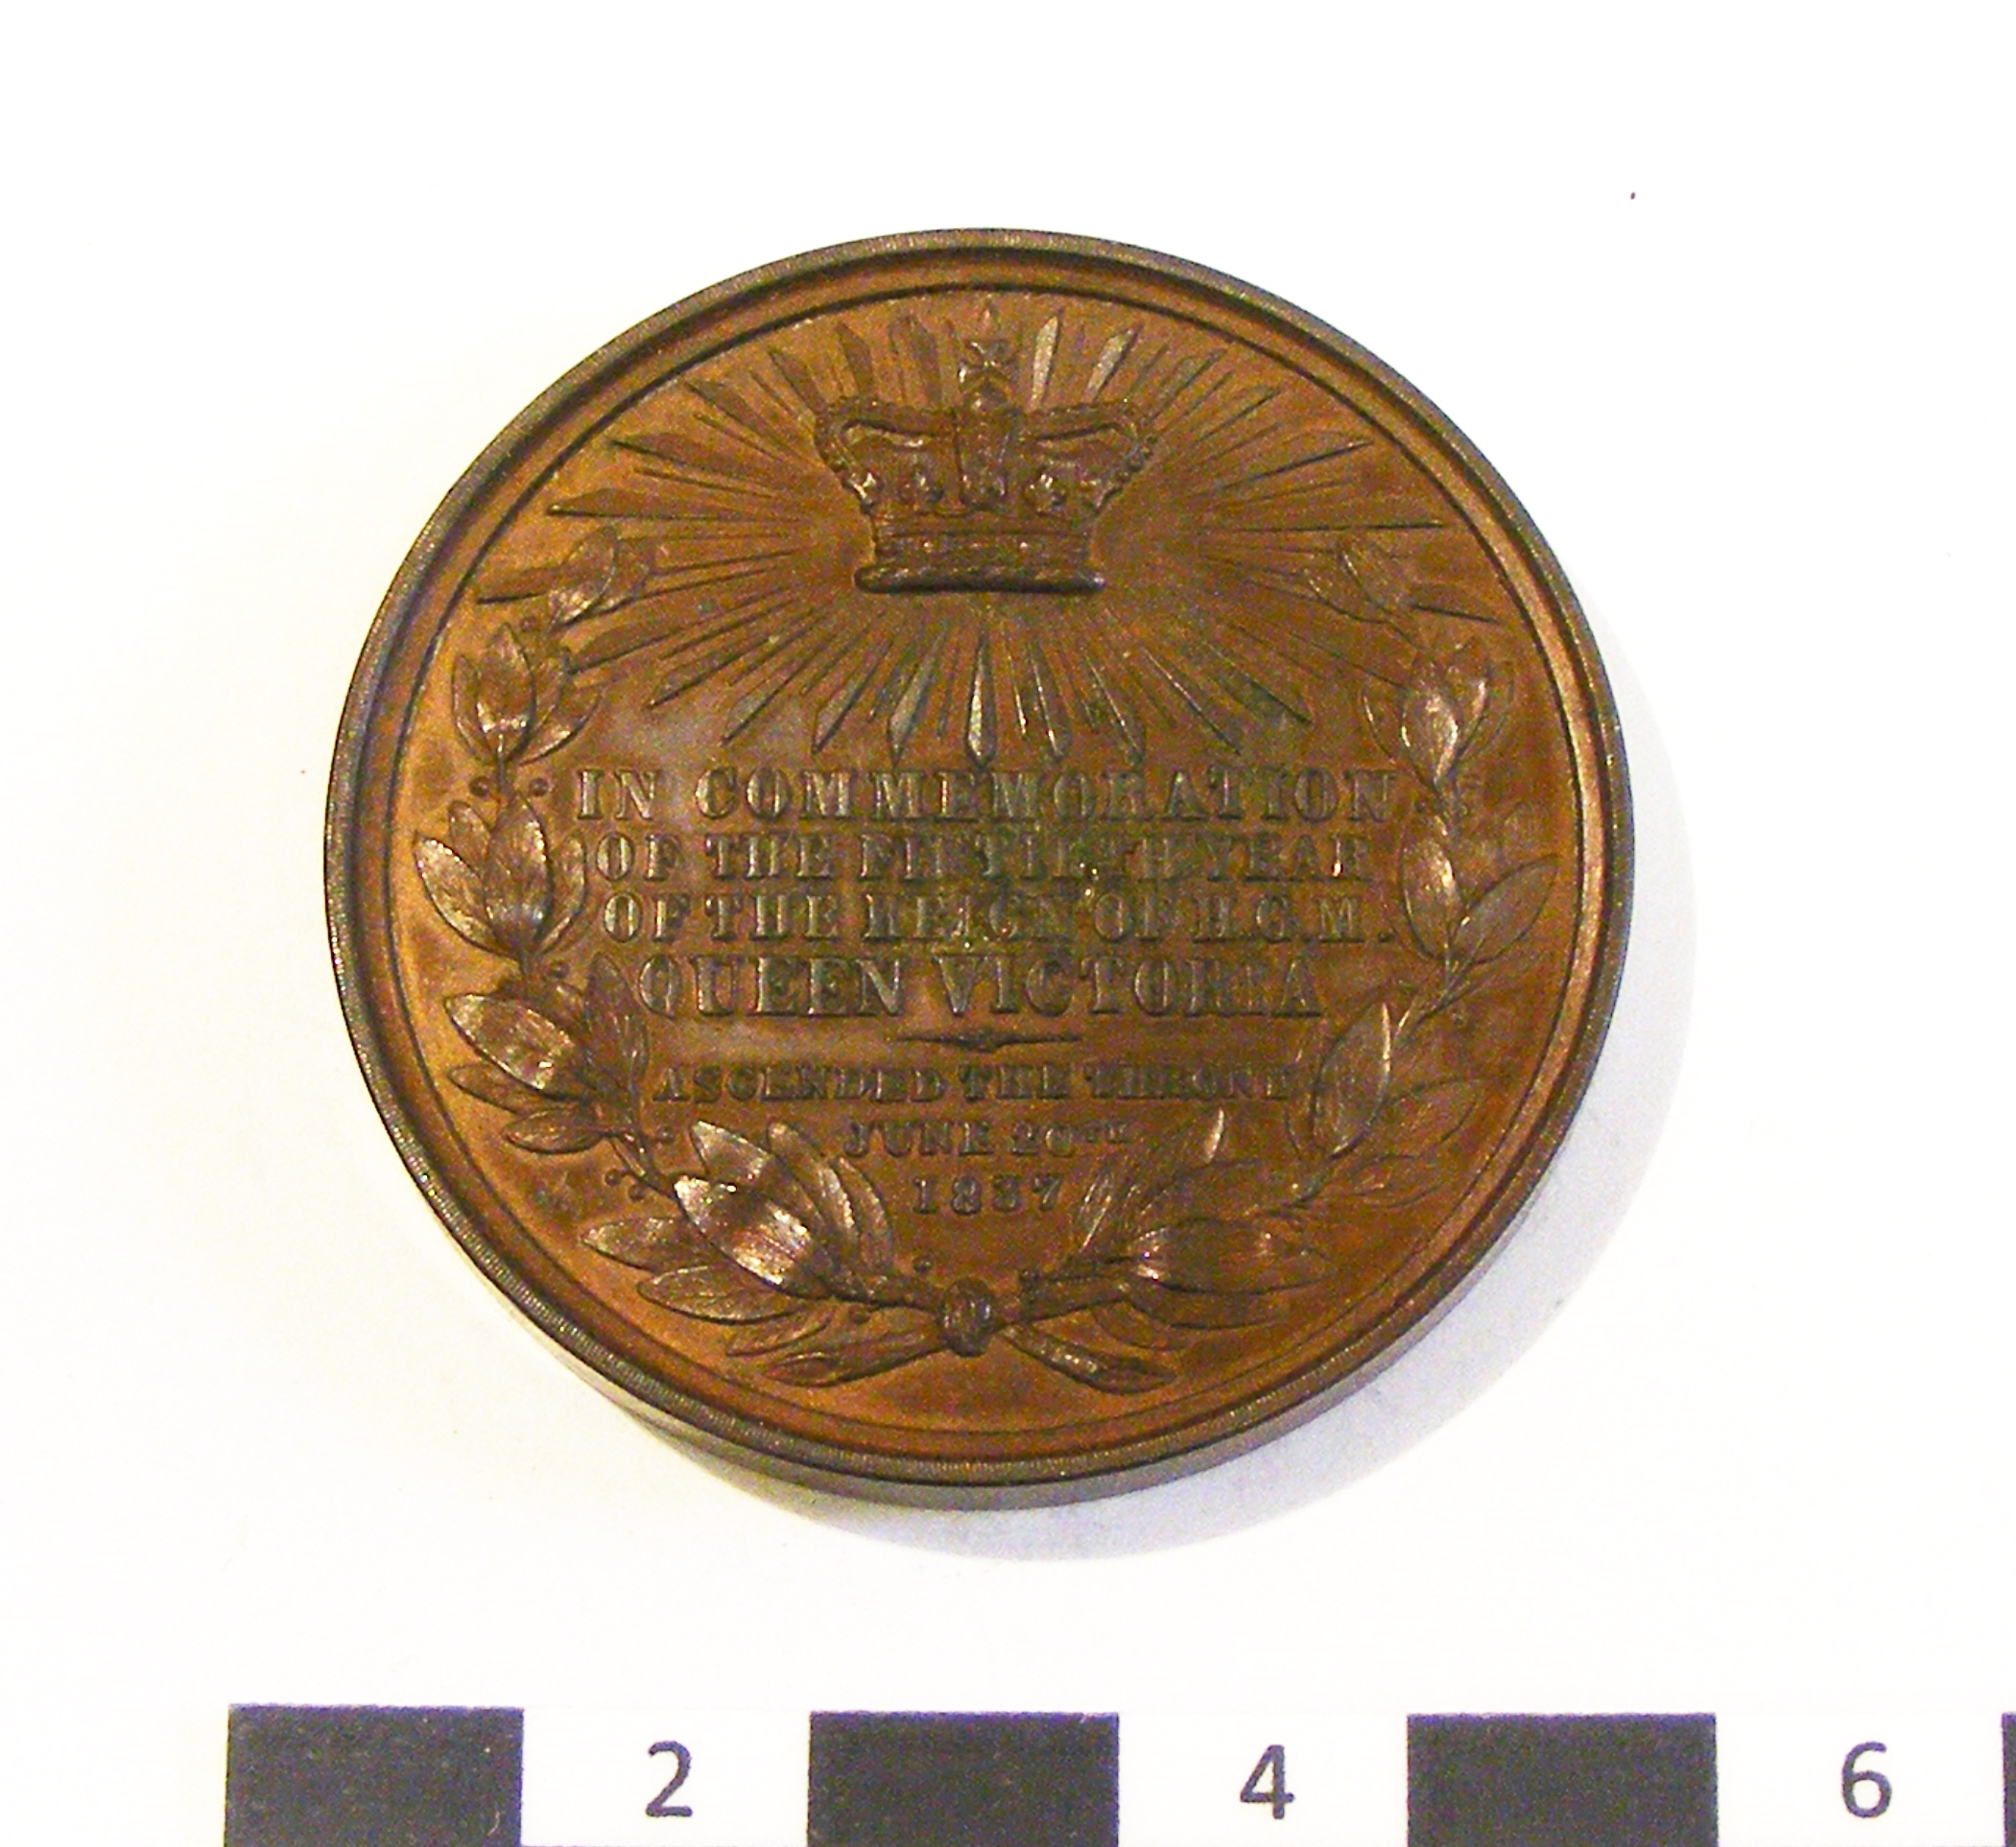 IN COMMEMORATION
OF THE FIFTIETH YEAR
OF THE REIGN OF H.G.M.
QUEEN VICTORIA
ASCENDED THE THRONE
JUNE 20TH
1837
2 4 6